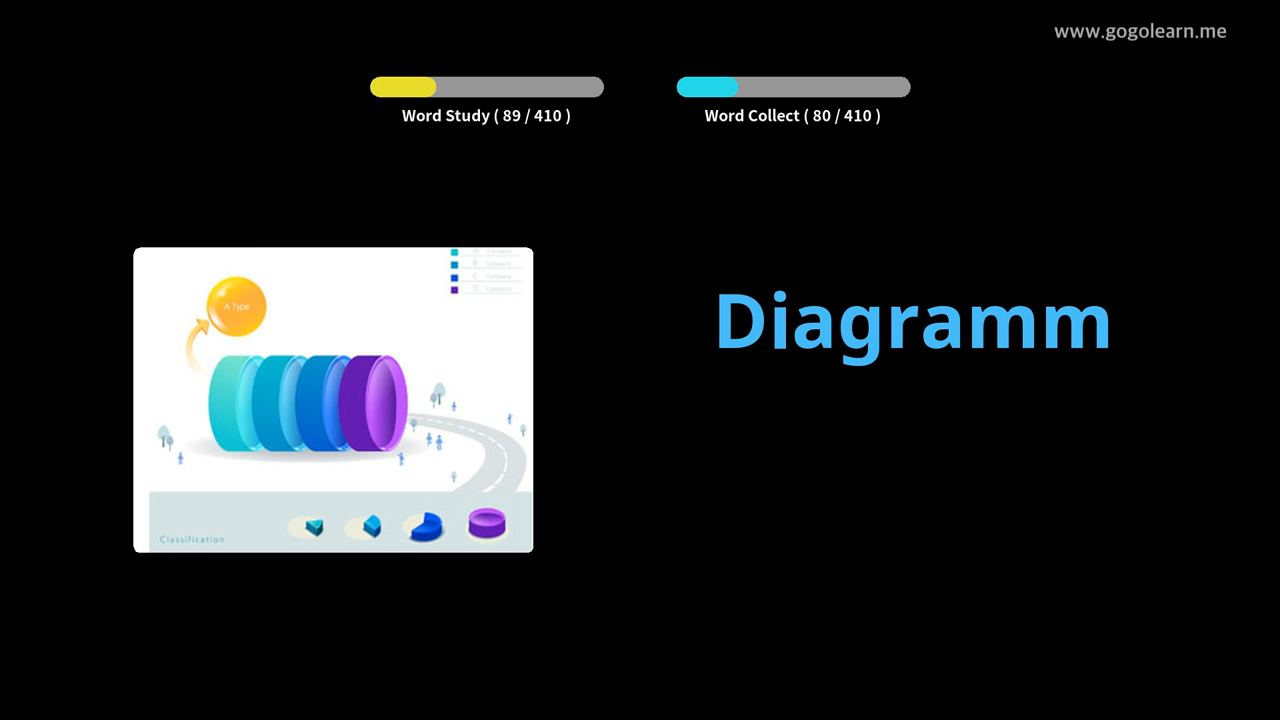 www.gogolearn.me
Word Study ( 89 / 410 )
Word Collect ( 80 / 410 )
Diagramm
A Type
A
B
C
D
Classification